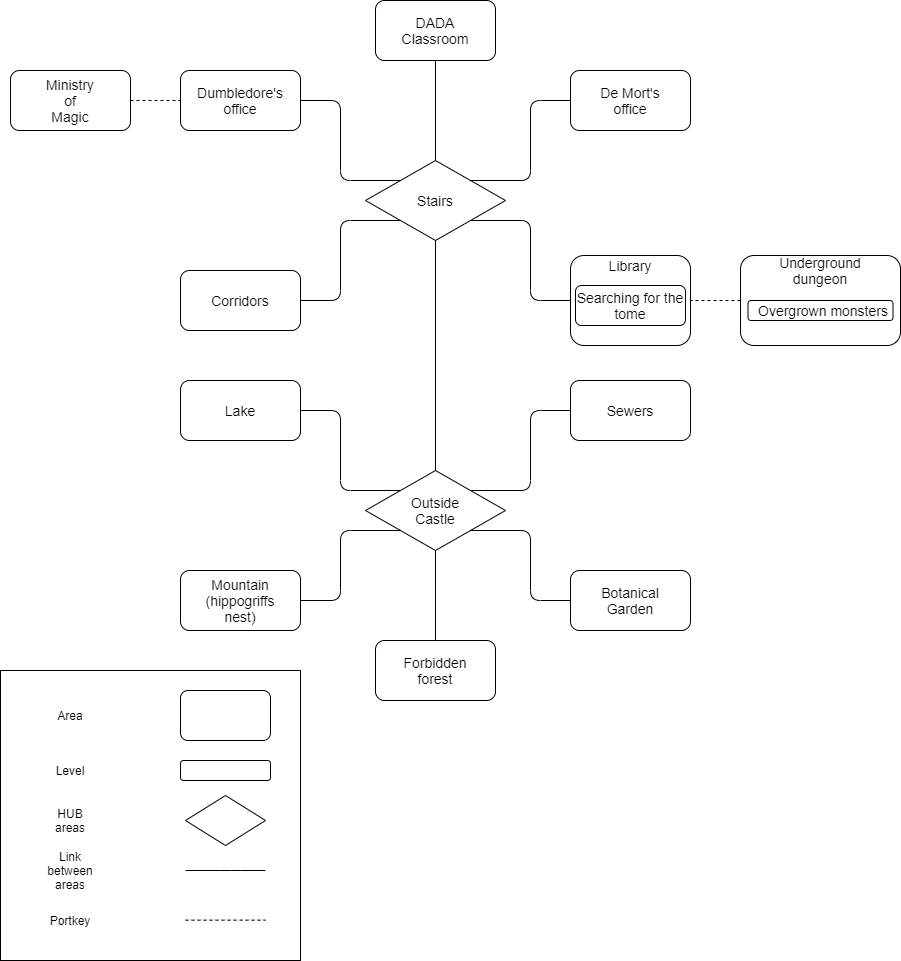 DADA
Classroom
Ministry
of
Magic
Dumbledore's
office
De Mort's
office
Stairs
Corridors
Library
Searching for the
tome
Underground
dungeon
Overgrown monsters
Lake
Sewers
Outside
Castle
Mountain
(hippogriffs
nest)
Botanical
Garden
Forbidden
forest
Area
Level
HUB
areas
Link
between
areas
Portkey